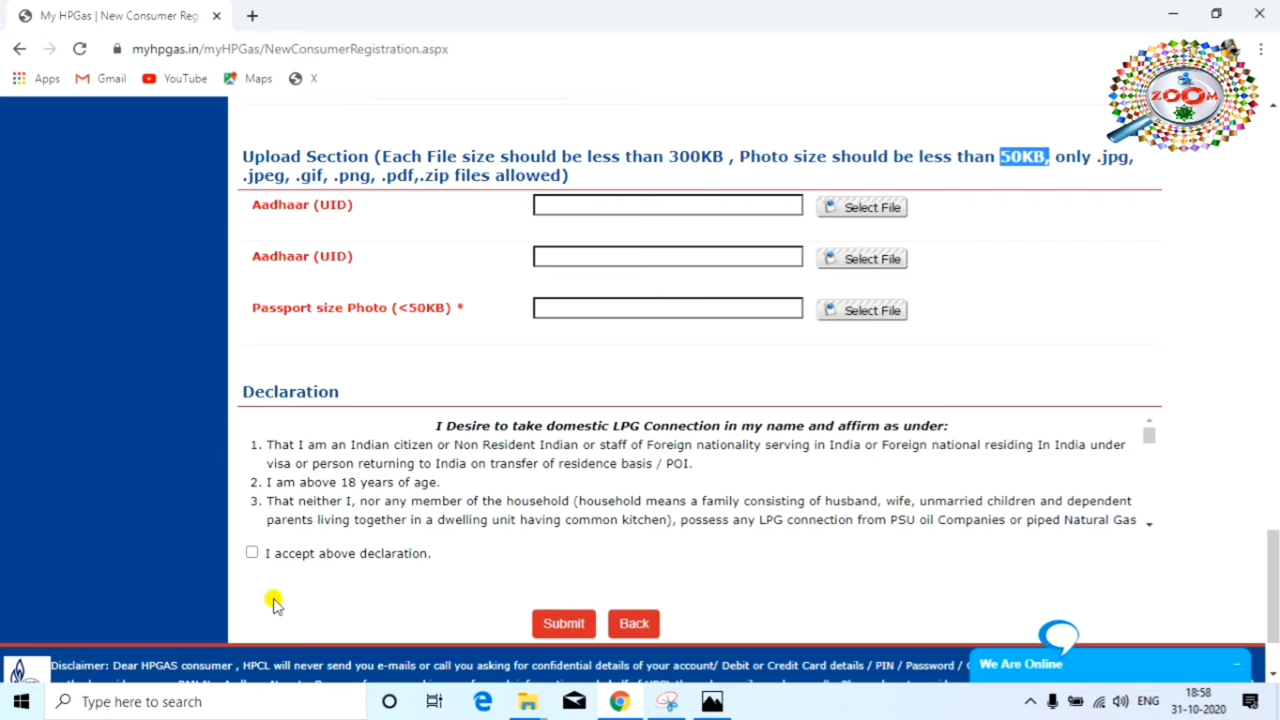 My HPGas | New Consumer Reg
myhpgas.in/myHPGas/NewConsumerRegistration.aspx
Apps Gmail YouTube Maps X
ZOOM
Upload Section (Each File size should be less than 300KB , Photo size should be less than 50KB, only .jpg,
.jpeg, .gif, .png, .pdf,.zip files allowed)
Aadhaar (UID) Select File
Aadhaar (UID) Select File
Passport size Photo (<50KB) * Select File
Declaration
I Desire to take domestic LPG Connection in my name and affirm as under:
1. That I am an Indian citizen or Non Resident Indian or staff of Foreign nationality serving in India or Foreign national residing In India under
visa or person returning to India on transfer of residence basis / POI.
2. I am above 18 years of age.
3. That neither I, nor any member of the household (household means a family consisting of husband, wife, unmarried children and dependent
parents living together in a dwelling unit having common kitchen), possess any LPG connection from PSU oil Companies or piped Natural Gas
I accept above declaration.
Submit Back
Disclaimer: Dear HPGAS consumer , HPCL will never send you e-mails or call you asking for confidential details of your account/ Debit or Credit Card details / PIN / Password /
We Are Online
Type here to search
ENG
18:58
31-10-2020